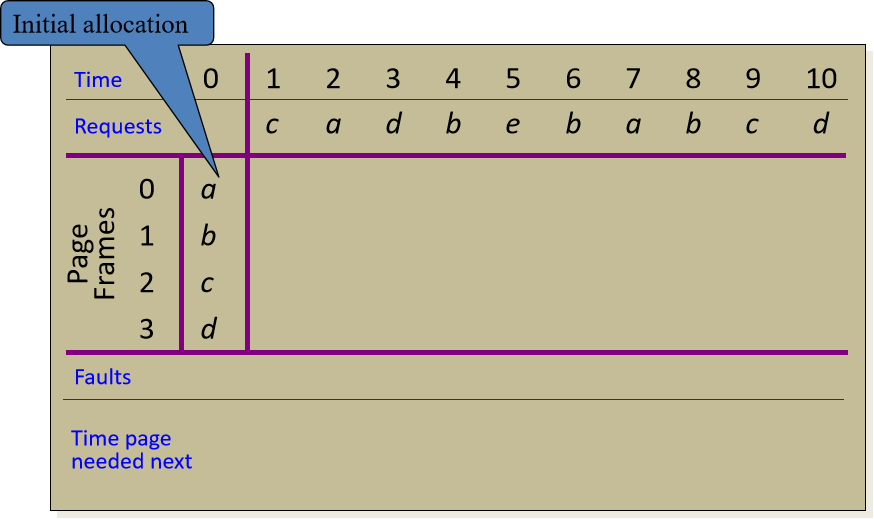 Initial allocation
Time 0 1 2 3 4 5 6 7 8 9 10
Requests c a d b e b a b c d
Page
Frames
0 a
1 b
2 c
3 d
Faults
Time page
needed next